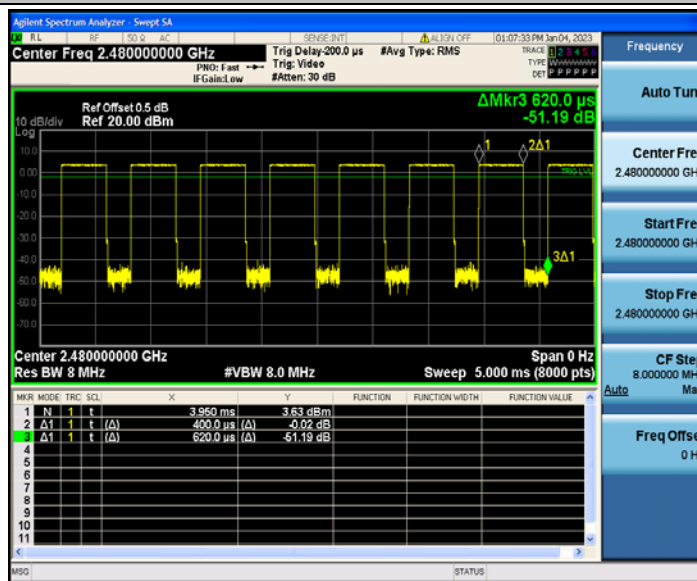 Agilent Spectrum Analyzer - Swept SA
RL RF 50 Ω AC SENSE:INT ALIGN OFF 01:07:33 PM Jan 04, 2023
Center Freq 2.480000000 GHz
PNO: Fast
IFGain:Low
Trig Delay-200.0 µs
Trig: Video
#Atten: 30 dB
#Avg Type: RMS
TRACE 1 2 3 4 5 6
TYPE WWWWWW
DET P P P P P P
Ref Offset 0.5 dB
10 dB/div Ref 20.00 dBm
Log
ΔMkr3 620.0 µs
-51.19 dB
10.0
0.00
-10.0
-20.0
-30.0
-40.0
-50.0
-60.0
-70.0
1
2Δ1
TRIG LVL
3Δ1
Center 2.480000000 GHz Span 0 Hz
Res BW 8 MHz #VBW 8.0 MHz Sweep 5.000 ms (8000 pts)
MKR MODE TRC SCL X Y FUNCTION FUNCTION WIDTH FUNCTION VALUE
1 N 1 t 3.950 ms 3.63 dBm
2 Δ1 1 t (Δ) 400.0 µs (Δ) -0.02 dB
3 Δ1 1 t (Δ) 620.0 µs (Δ) -51.19 dB
4
5
6
7
8
9
10
11
MSG STATUS
Frequency
Auto Tun
Center Fre
2.480000000 GH
Start Fre
2.480000000 GH
Stop Fre
2.480000000 GH
CF Ste
8.000000 MH
Auto Ma
Freq Offse
0 H